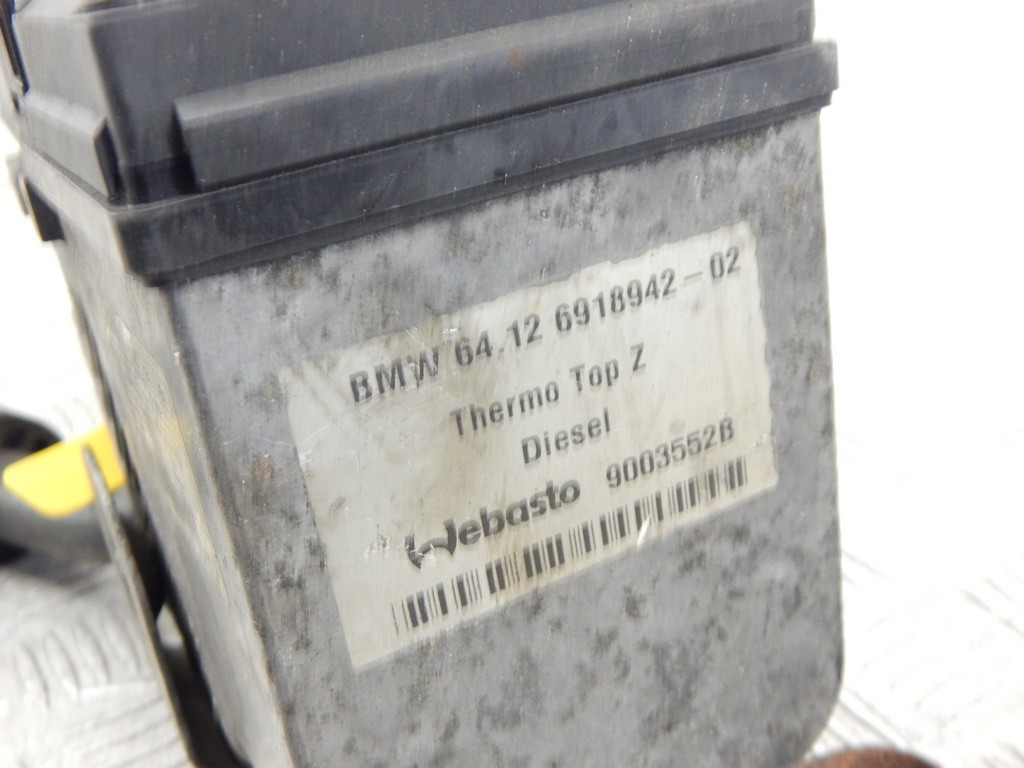 BMW 64.12 6918942-02
Thermo Top Z
Diesel
Webasto 9003552B